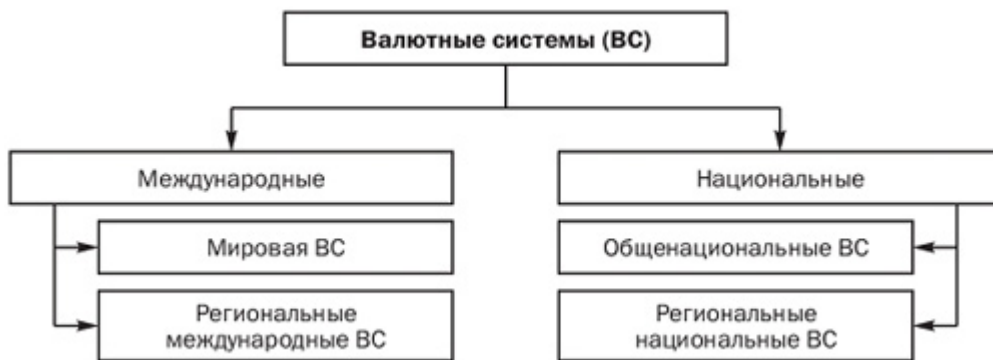 Валютные системы (ВС)
Международные
Национальные
Мировая ВС
Общенациональные ВС
Региональные
международные ВС
Региональные
национальные ВС